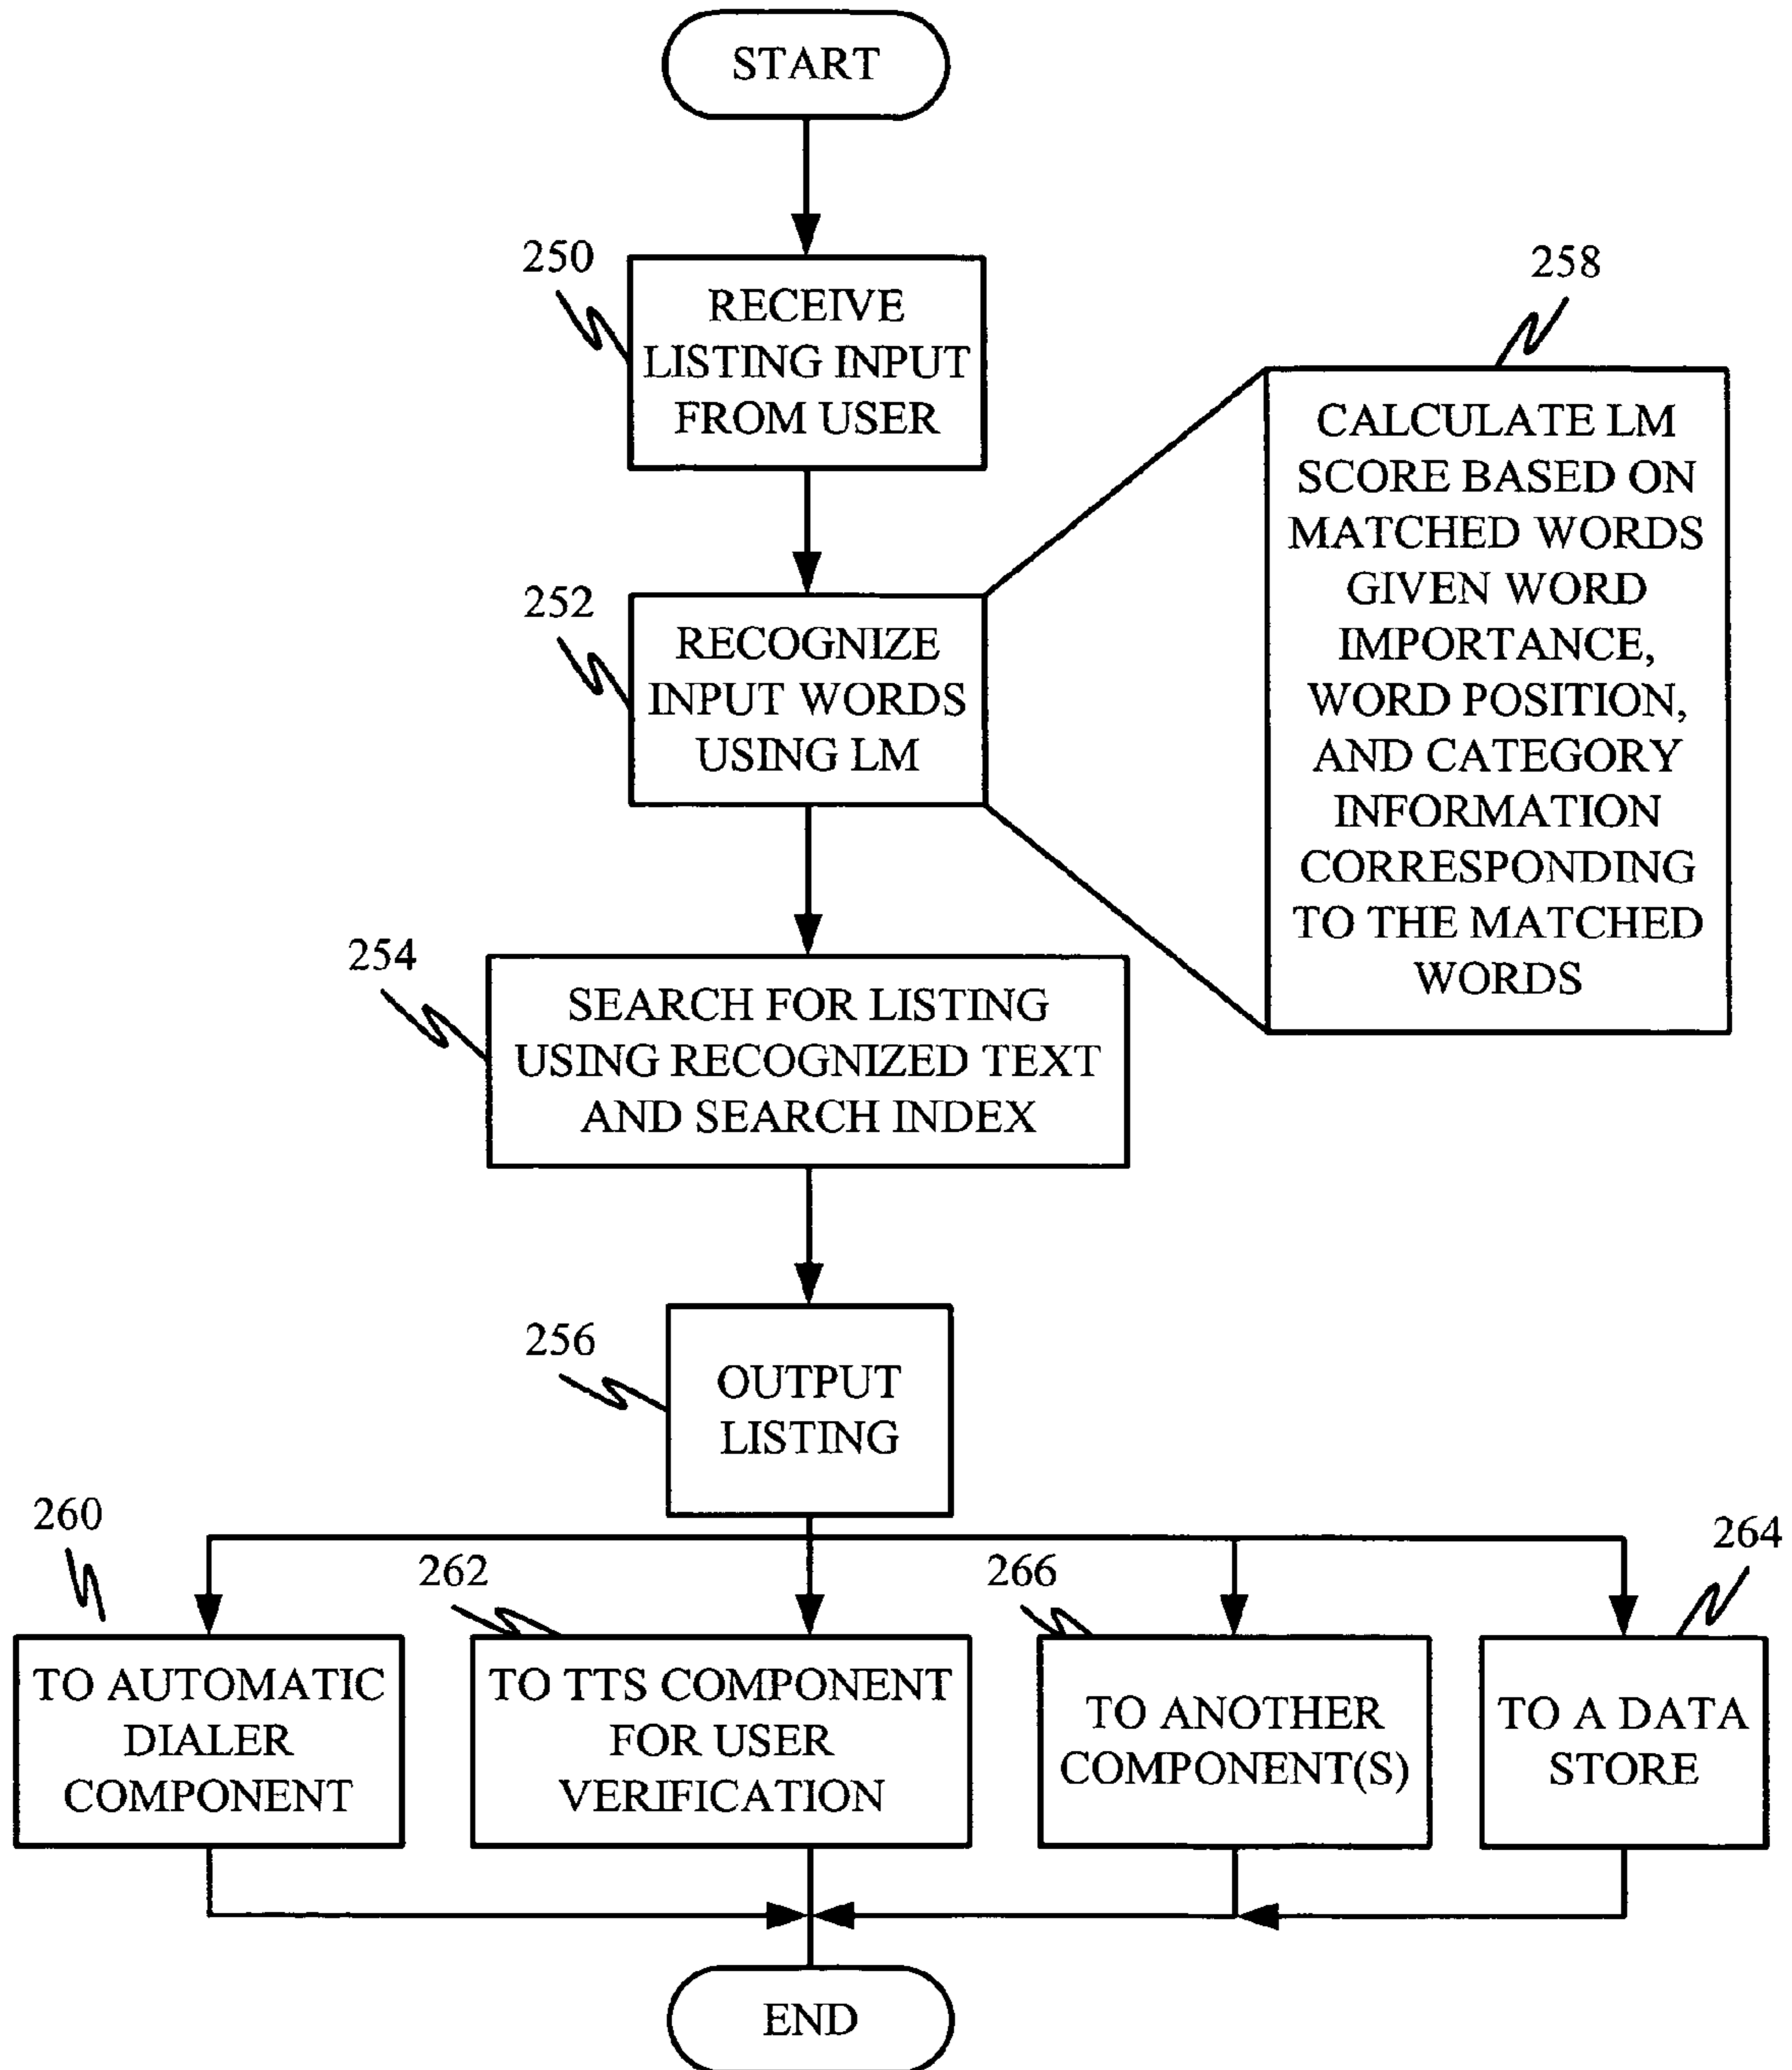 START
250
RECEIVE
LISTING INPUT
FROM USER
252
RECOGNIZE
INPUT WORDS
USING LM
258
CALCULATE LM
SCORE BASED ON
MATCHED WORDS
GIVEN WORD
IMPORTANCE,
WORD POSITION,
AND CATEGORY
INFORMATION
CORRESPONDING
TO THE MATCHED
WORDS
254
SEARCH FOR LISTING
USING RECOGNIZED TEXT
AND SEARCH INDEX
256
OUTPUT
LISTING
260
TO AUTOMATIC
DIALER
COMPONENT
262
TO TTS COMPONENT
FOR USER
VERIFICATION
266
TO ANOTHER
COMPONENT(S)
264
TO A DATA
STORE
END